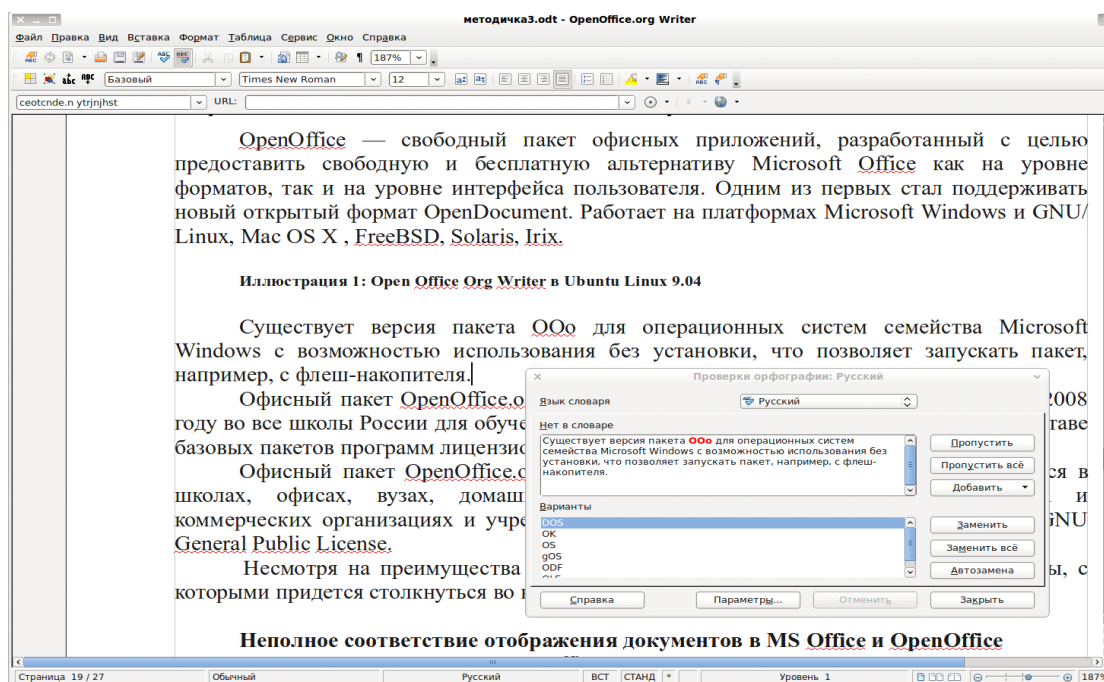 методичка3.odt - OpenOffice.org Writer
Файл Правка Вид Вставка Формат Таблица Сервис Окно Справка
187%
Базовый Times New Roman 12
ceotcnde.n ytrjnjhst URL:
OpenOffice — свободный пакет офисных приложений, разработанный с целью
предоставить свободную и бесплатную альтернативу Microsoft Office как на уровне
форматов, так и на уровне интерфейса пользователя. Одним из первых стал поддерживать
новый открытый формат OpenDocument. Работает на платформах Microsoft Windows и GNU/
Linux, Mac OS X , FreeBSD, Solaris, Irix.
Иллюстрация 1: Open Office Org Writer в Ubuntu Linux 9.04
Существует версия пакета OOo для операционных систем семейства Microsoft
Windows с возможностью использования без установки, что позволяет запускать пакет,
например, с флеш-накопителя.
Офисный пакет OpenOffice.o 2008
году во все школы России для обуче таве
базовых пакетов программ лицензио
Офисный пакет OpenOffice.o ся в
школах, офисах, вузах, домаш и
коммерческих организациях и учре GNU
General Public License.
Несмотря на преимущества ы, с
которыми придется столкнуться во
Неполное соответствие отображения документов в MS Office и OpenOffice
Проверки орфографии: Русский
Язык словаря Русский
Нет в словаре
Существует версия пакета OOo для операционных систем
семейства Microsoft Windows с возможностью использования без
установки, что позволяет запускать пакет, например, с флеш-
накопителя.
Пропустить
Пропустить всё
Добавить
Варианты
DOS
OK
OS
gOS
ODF
Заменить
Заменить всё
Автозамена
Справка Параметры... Отменить Закрыть
Страница 19 / 27 Обычный Русский ВСТ СТАНД * Уровень 1 187%